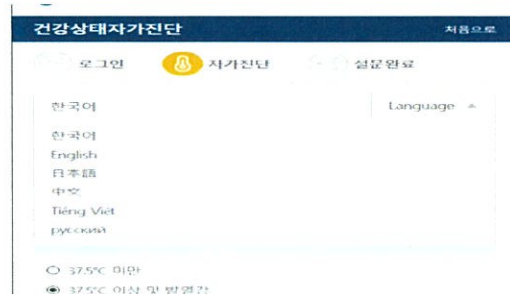 건강상태자가진단 처음으로
로그인 자가진단 설문완료
한국어 Language
한국어
English
日本語
中文
Tiếng Việt
русский
37.5℃ 미만
37.5℃ 이상 및 발열감